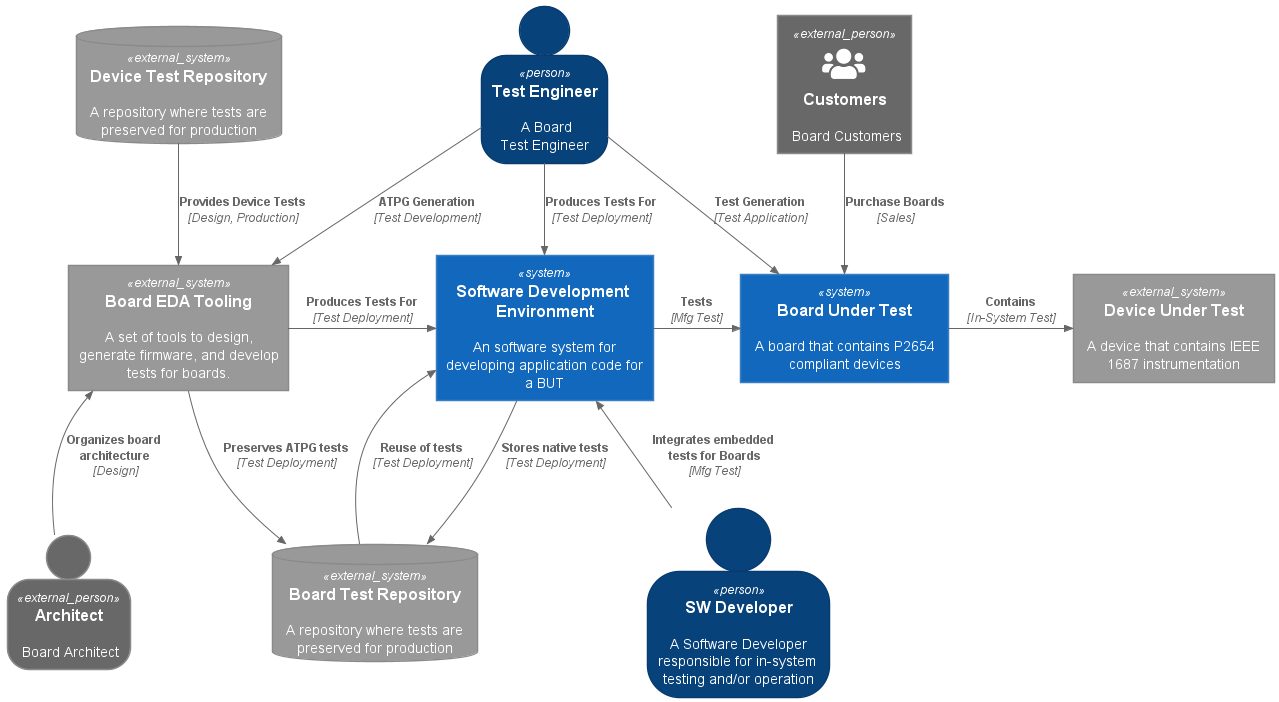 «external_system»
Device Test Repository
A repository where tests are
preserved for production
«person»
Test Engineer
A Board
Test Engineer
«external_person»
Customers
Board Customers
Provides Device Tests
[Design, Production]
ATPG Generation
[Test Development]
Produces Tests For
[Test Deployment]
Test Generation
[Test Application]
Purchase Boards
[Sales]
«external_system»
Board EDA Tooling
A set of tools to design,
generate firmware, and develop
tests for boards.
Produces Tests For
[Test Deployment]
«system»
Software Development
Environment
An software system for
developing application code for
a BUT
Tests
[Mfg Test]
«system»
Board Under Test
A board that contains P2654
compliant devices
Contains
[In-System Test]
«external_system»
Device Under Test
A device that contains IEEE
1687 instrumentation
Organizes board
architecture
[Design]
Preserves ATPG tests
[Test Deployment]
Reuse of tests
[Test Deployment]
Stores native tests
[Test Deployment]
Integrates embedded
tests for Boards
[Mfg Test]
«external_person»
Architect
Board Architect
«external_system»
Board Test Repository
A repository where tests are
preserved for production
«person»
SW Developer
A Software Developer
responsible for in-system
testing and/or operation